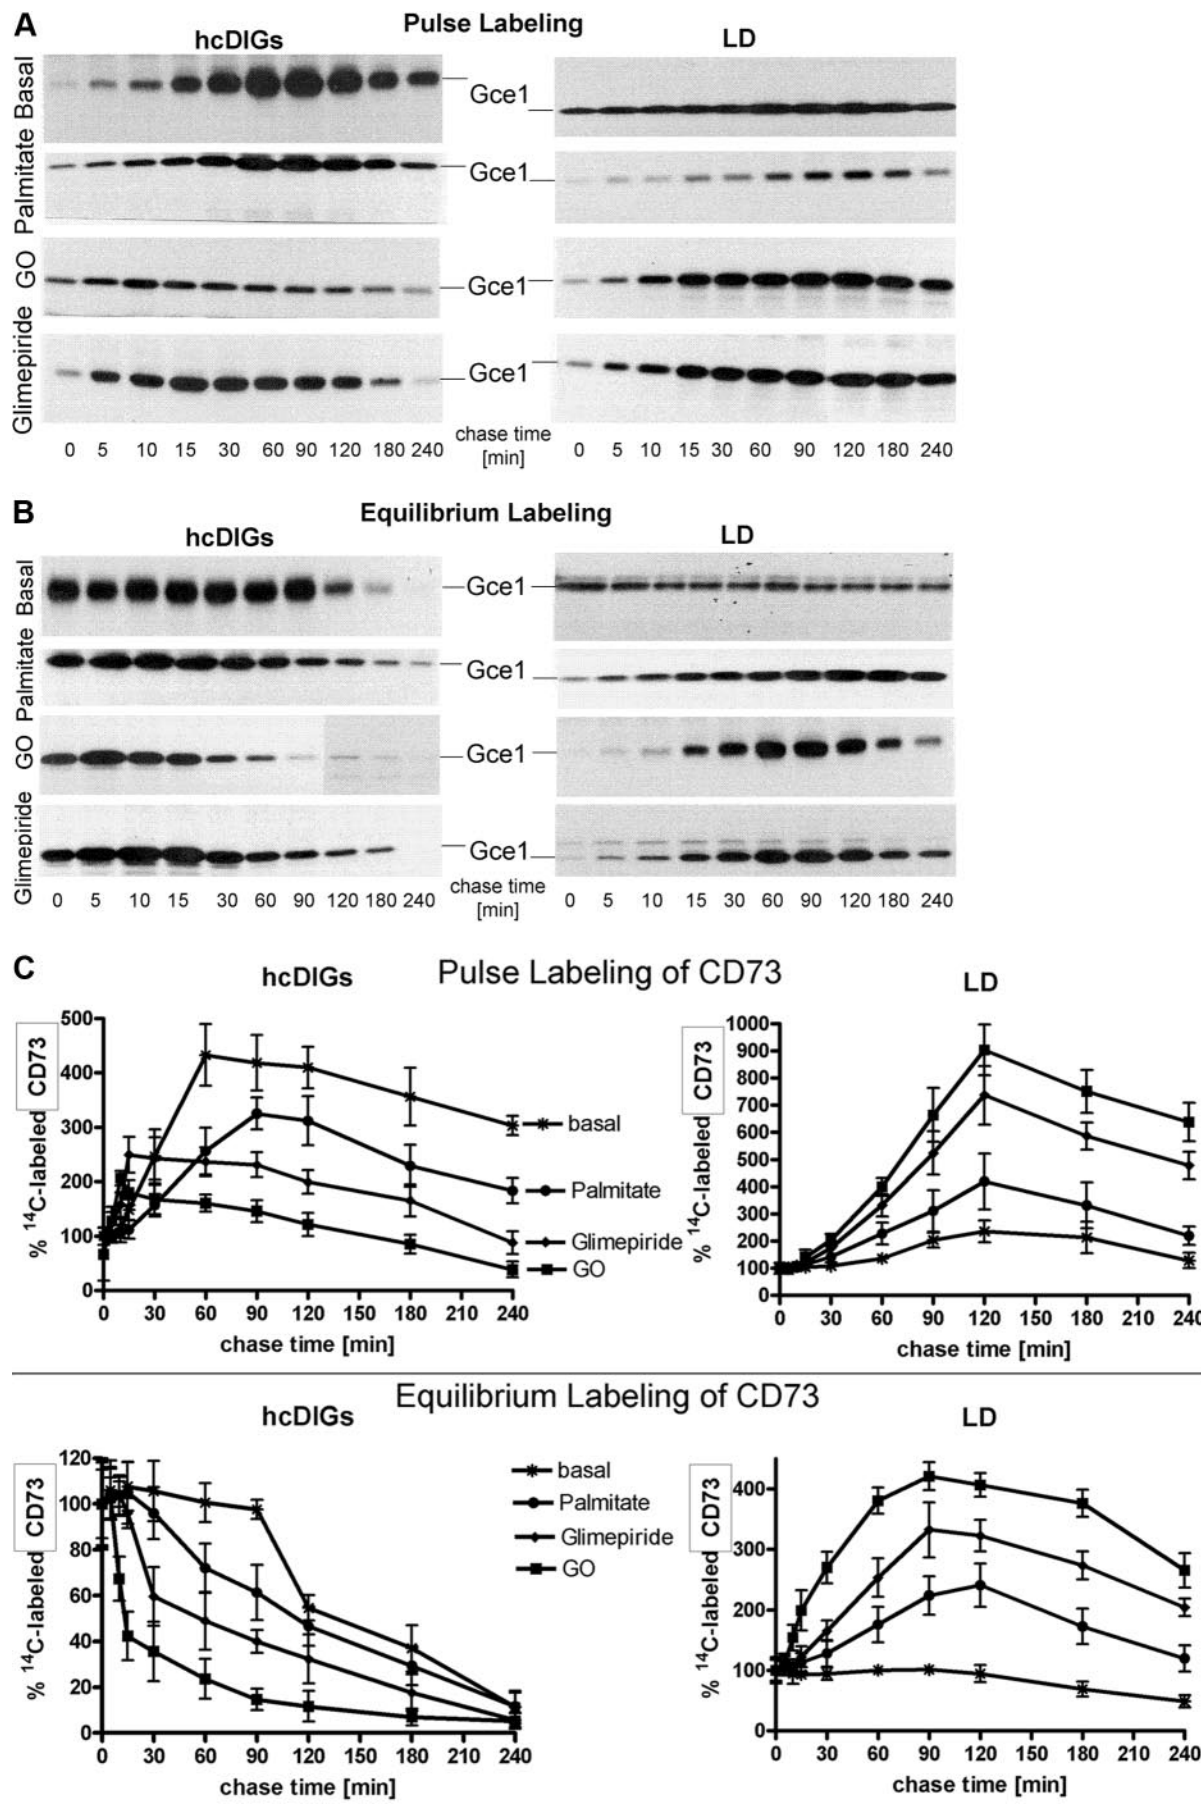 A
Pulse Labeling
hcDIGs
LD
Basal
Gce1
Gce1
Palmitate
Gce1
GO
Gce1
Glimepiride
Gce1
0 5 10 15 30 60 90 120 180 240
chase time
[min]
0 5 10 15 30 60 90 120 180 240
B
Equilibrium Labeling
hcDIGs
LD
Basal
Gce1
Palmitate
Gce1
GO
Gce1
Glimepiride
Gce1
0 5 10 15 30 60 90 120 180 240
chase time
[min]
0 5 10 15 30 60 90 120 180 240
C
Pulse Labeling of CD73
hcDIGs
LD
% ¹⁴C-labeled CD73
500
400
300
200
100
0
0 30 60 90 120 150 180 210 240
chase time [min]
basal
Palmitate
Glimepiride
GO
% ¹⁴C-labeled CD73
1000
900
800
700
600
500
400
300
200
100
0
0 30 60 90 120 150 180 210 240
chase time [min]
Equilibrium Labeling of CD73
hcDIGs
LD
% ¹⁴C-labeled CD73
120
100
80
60
40
20
0
0 30 60 90 120 150 180 210 240
chase time [min]
basal
Palmitate
Glimepiride
GO
% ¹⁴C-labeled CD73
400
300
200
100
0
0 30 60 90 120 150 180 210 240
chase time [min]